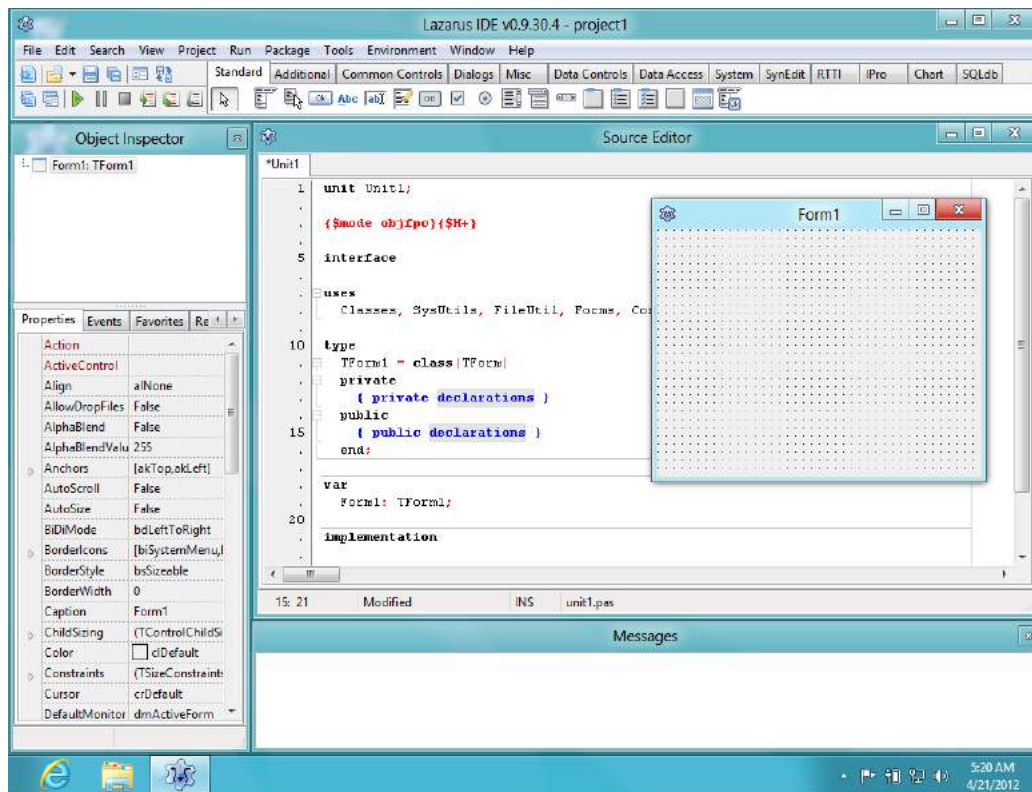 Lazarus IDE v0.9.30.4 - project1
File Edit Search View Project Run Package Tools Environment Window Help
Standard Additional Common Controls Dialogs Misc Data Controls Data Access System SynEdit RTTI IPro Chart SQLdb
Ok Abc abI ON
Object Inspector
Form1: TForm1
Properties Events Favorites Re
Action
ActiveControl
Align alNone
AllowDropFiles False
AlphaBlend False
AlphaBlendValu 255
Anchors [akTop,akLeft]
AutoScroll False
AutoSize False
BiDiMode bdLeftToRight
BorderIcons [biSystemMenu,
BorderStyle bsSizeable
BorderWidth 0
Caption Form1
ChildSizing (TControlChildSi
Color clDefault
Constraints (TSizeConstraint
Cursor crDefault
DefaultMonitor dmActiveForm
Source Editor
*Unit1
1 unit Unit1;
{$mode objfpc}{$H+}
5 interface
uses
Classes, SysUtils, FileUtil, Forms, Co
10 type
TForm1 = class(TForm)
private
{ private declarations }
public
15 { public declarations }
end;
var
Form1: TForm1;
20
implementation
15: 21 Modified INS unit1.pas
Form1
Messages
5:20 AM
4/21/2012